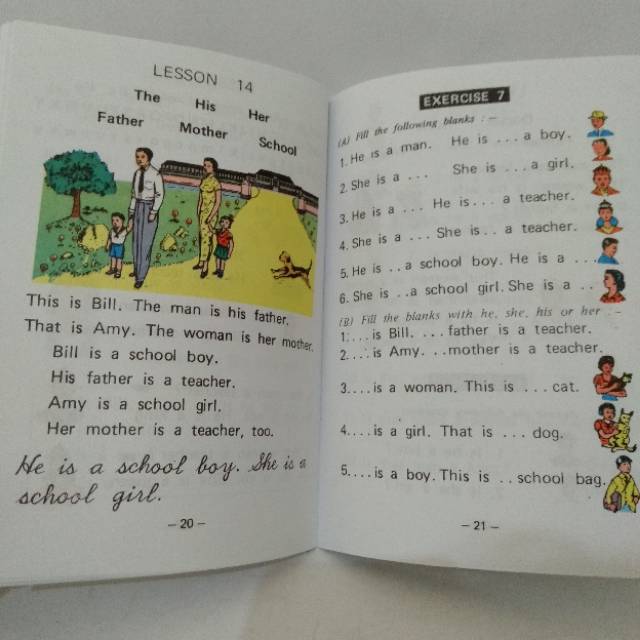 LESSON 14
The His Her
Father Mother School
This is Bill. The man is his father.
That is Amy. The woman is her mother.
Bill is a school boy.
His father is a teacher.
Amy is a school girl.
Her mother is a teacher, too.
He is a school boy. She is a
school girl.
– 20 –
EXERCISE 7
(A) Fill the following blanks : –
1. He is a man. He is ... a boy.
2. She is a ... She is ... a girl.
3. He is a ... He is ... a teacher.
4. She is a ... She is .. a teacher.
5. He is .. a school boy. He is a ...
6. She is .. a school girl. She is a ..
(B) Fill the blanks with he, she, his or her –
1. ... is Bill. ... father is a teacher.
2. ... is Amy. ... mother is a teacher.
3. ... is a woman. This is ... cat.
4. ... is a girl. That is ... dog.
5. ... is a boy. This is .. school bag.
– 21 –